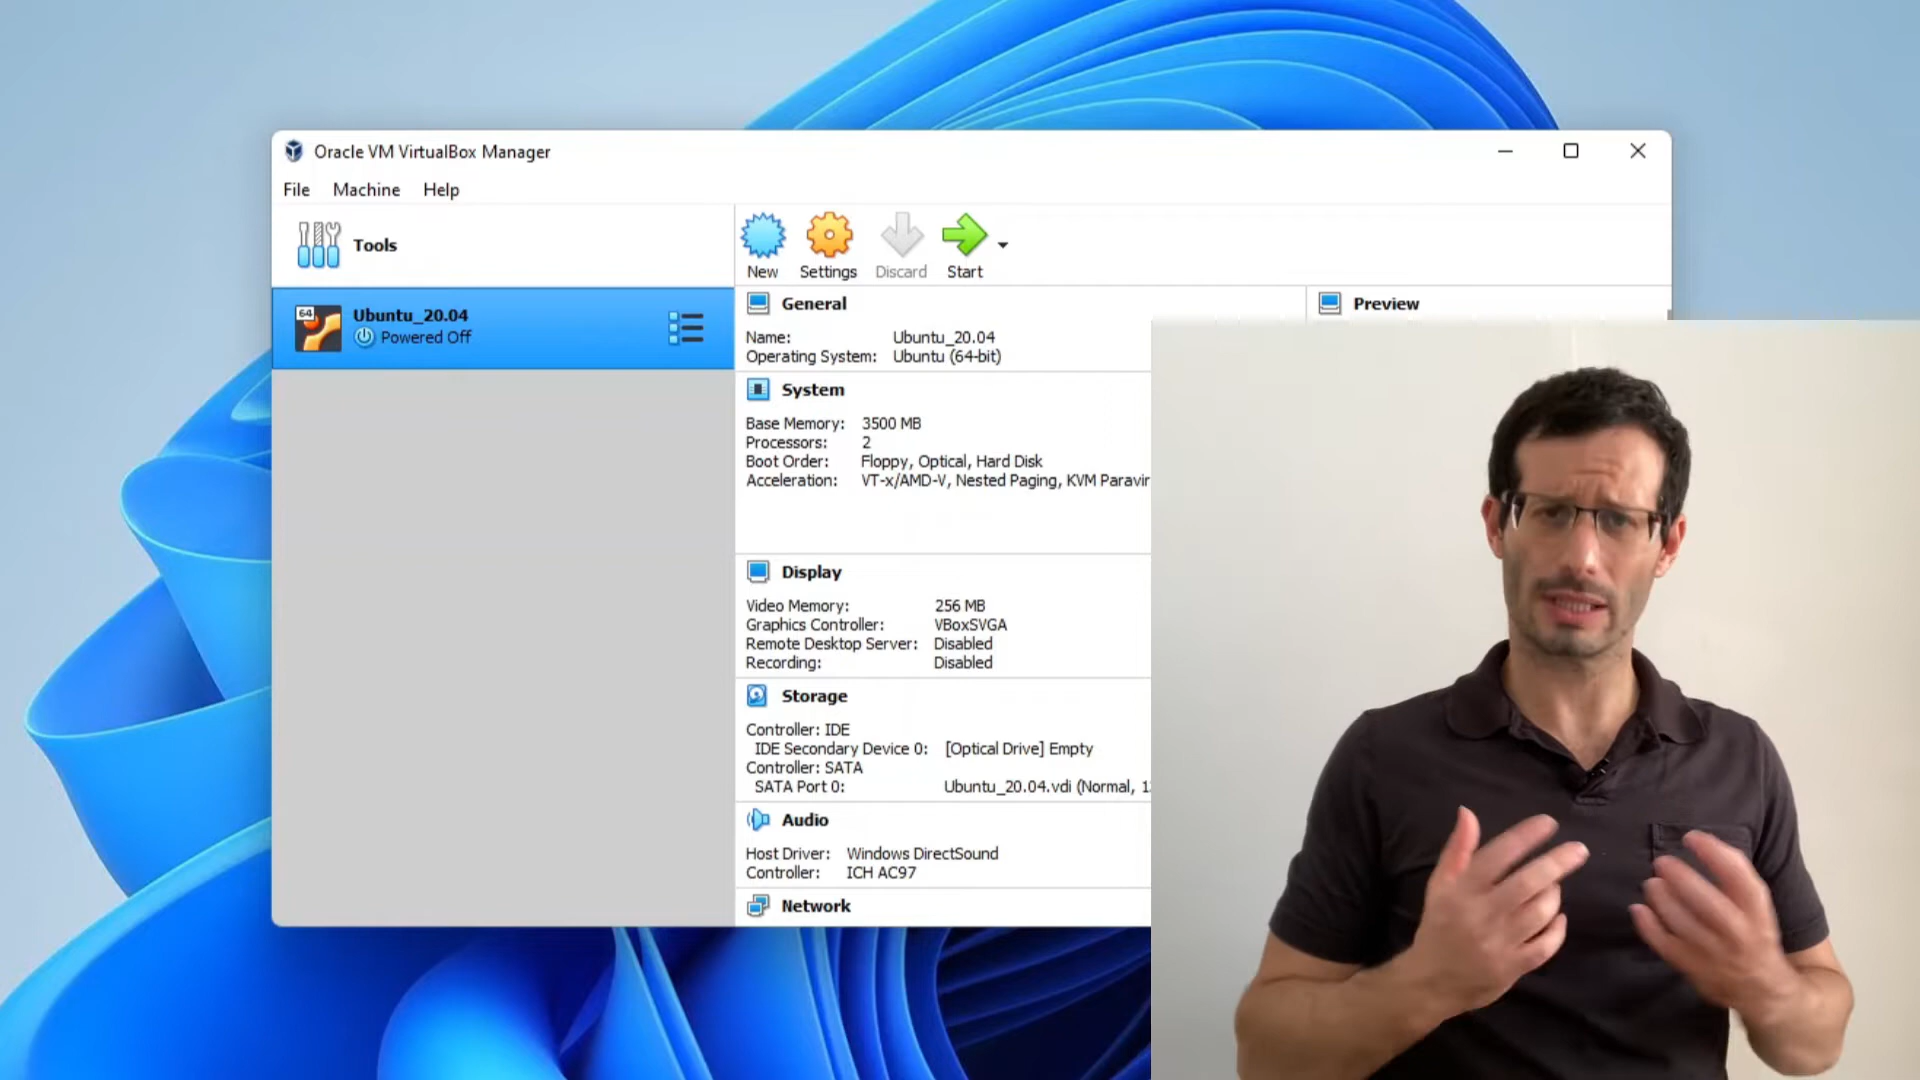 Oracle VM VirtualBox Manager
File Machine Help
Tools
New Settings Discard Start
64
Ubuntu_20.04
Powered Off
General
Name: Ubuntu_20.04
Operating System: Ubuntu (64-bit)
Preview
System
Base Memory: 3500 MB
Processors: 2
Boot Order: Floppy, Optical, Hard Disk
Acceleration: VT-x/AMD-V, Nested Paging, KVM Paravir
Display
Video Memory: 256 MB
Graphics Controller: VBoxSVGA
Remote Desktop Server: Disabled
Recording: Disabled
Storage
Controller: IDE
IDE Secondary Device 0: [Optical Drive] Empty
Controller: SATA
SATA Port 0: Ubuntu_20.04.vdi (Normal, 1
Audio
Host Driver: Windows DirectSound
Controller: ICH AC97
Network